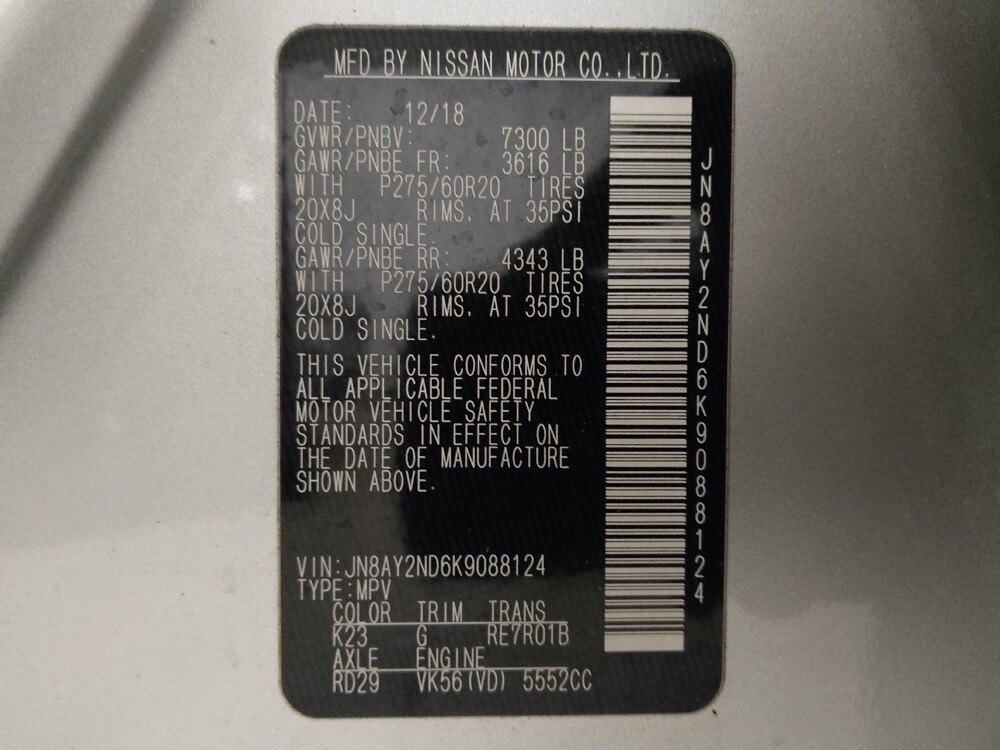 MFD BY NISSAN MOTOR CO.,LTD.
DATE: 12/18
GVWR/PNBV: 7300 LB
GAWR/PNBE FR: 3616 LB
WITH P275/60R20 TIRES
20X8J RIMS, AT 35PSI
COLD SINGLE.
GAWR/PNBE RR: 4343 LB
WITH P275/60R20 TIRES
20X8J RIMS, AT 35PSI
COLD SINGLE.
THIS VEHICLE CONFORMS TO
ALL APPLICABLE FEDERAL
MOTOR VEHICLE SAFETY
STANDARDS IN EFFECT ON
THE DATE OF MANUFACTURE
SHOWN ABOVE.
VIN:JN8AY2ND6K9088124
TYPE:MPV
COLOR TRIM TRANS
K23 G RE7R01B
AXLE ENGINE
RD29 VK56(VD) 5552CC
JN8AY2ND6K9088124